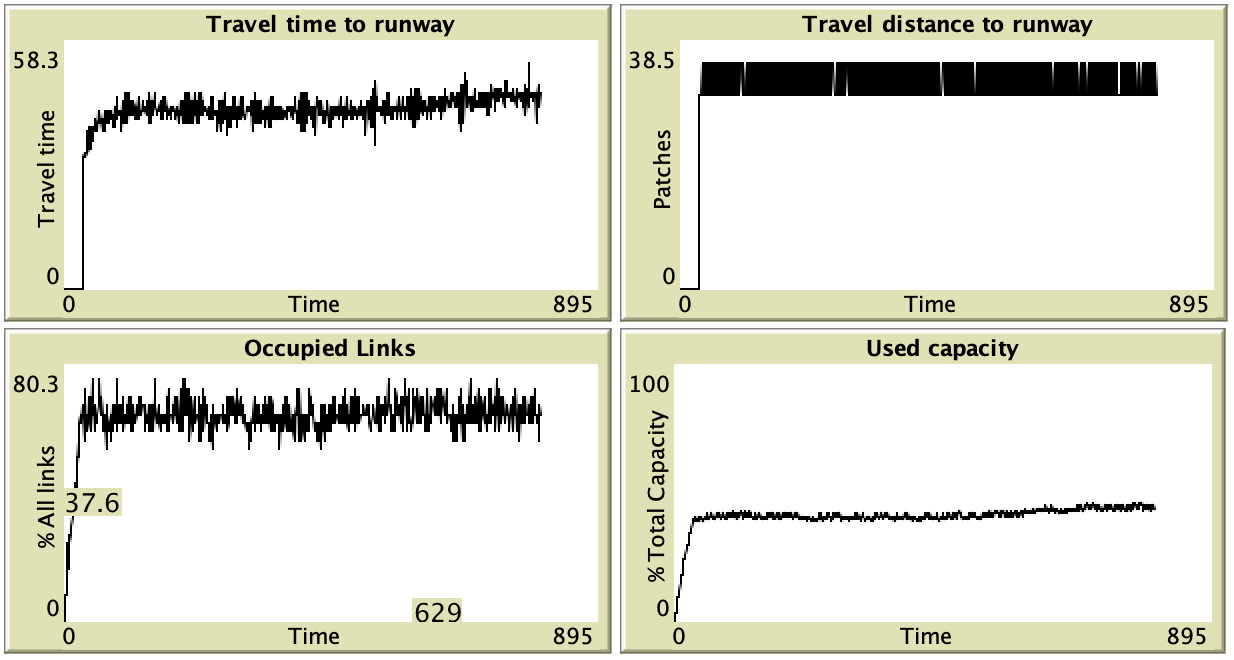 Travel time to runway
58.3
Travel time
0
0
Time
895
Travel distance to runway
38.5
Patches
0
0
Time
895
Occupied Links
80.3
% All links
37.6
0
629
0
Time
895
Used capacity
100
% Total Capacity
0
0
Time
895